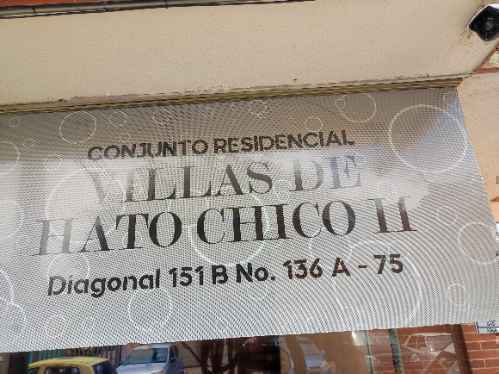 CONJUNTO RESIDENCIAL
VILLAS DE
HATO CHICO II
Diagonal 151 B No. 136 A - 75